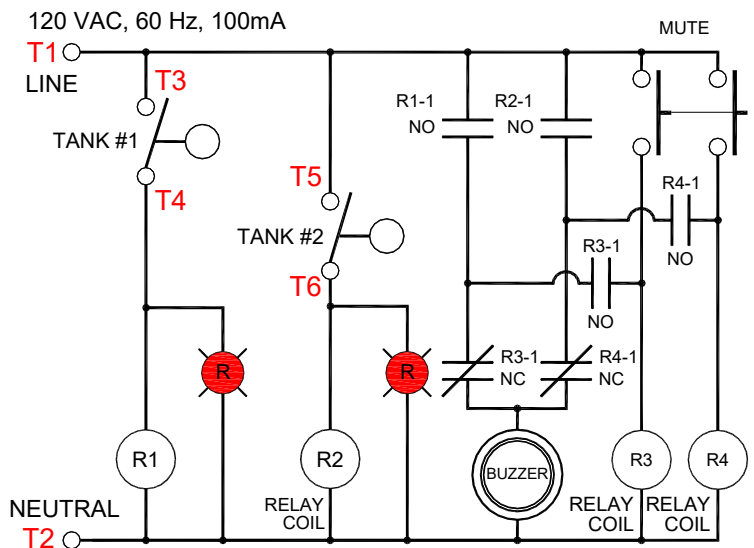 120 VAC, 60 Hz, 100mA
T1
LINE
MUTE
T3
TANK #1
T4
R1-1
NO
R2-1
NO
T5
TANK #2
T6
R4-1
NO
R3-1
NO
R
R
R3-1
NC
R4-1
NC
R1
R2
BUZZER
R3
R4
RELAY
COIL
RELAY
COIL
RELAY
COIL
NEUTRAL
T2